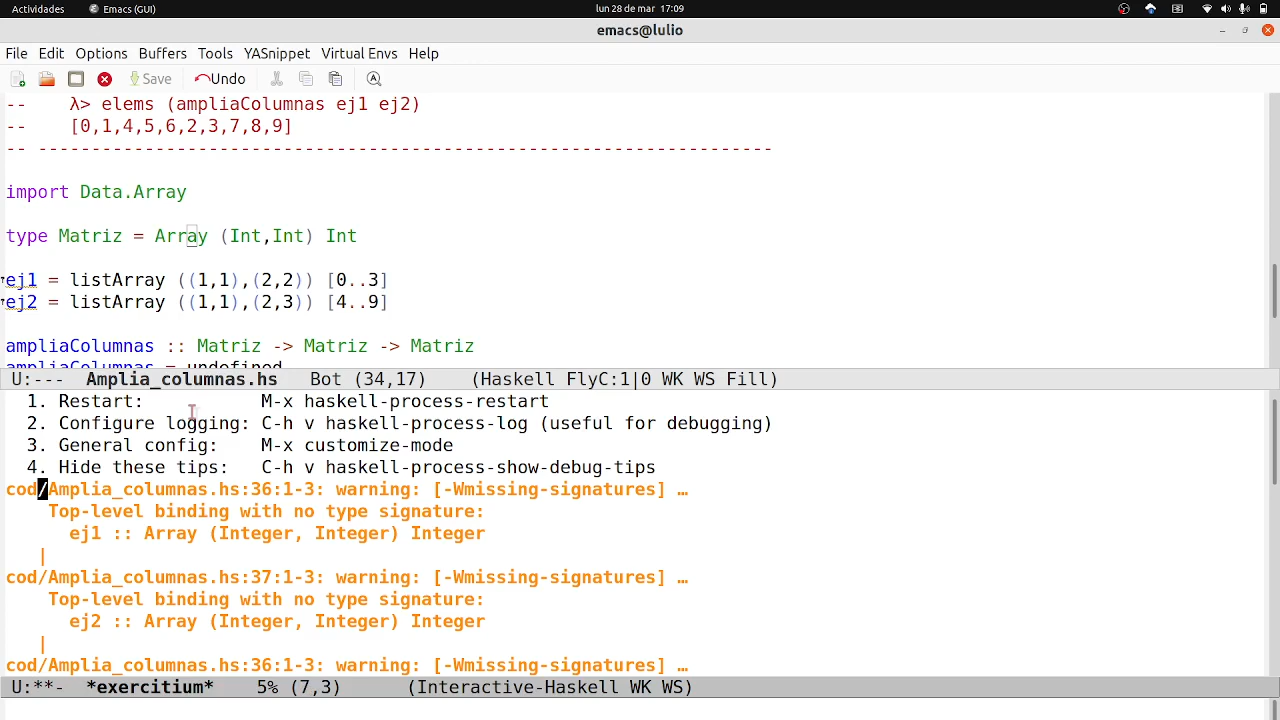 Actividades Emacs (GUI) lun 28 de mar 17:09
emacs@lulio
File Edit Options Buffers Tools YASnippet Virtual Envs Help
Save Undo
-- λ> elems (ampliaColumnas ej1 ej2)
-- [0,1,4,5,6,2,3,7,8,9]
-- ---------------------------------------------------------------------
import Data.Array
type Matriz = Array (Int,Int) Int
ej1 = listArray ((1,1),(2,2)) [0..3]
ej2 = listArray ((1,1),(2,3)) [4..9]
ampliaColumnas :: Matriz -> Matriz -> Matriz
ampliaColumnas = undefined
U:--- Amplia_columnas.hs Bot (34,17) (Haskell FlyC:1|0 WK WS Fill)
1. Restart: M-x haskell-process-restart
2. Configure logging: C-h v haskell-process-log (useful for debugging)
3. General config: M-x customize-mode
4. Hide these tips: C-h v haskell-process-show-debug-tips
cod/Amplia_columnas.hs:36:1-3: warning: [-Wmissing-signatures] …
Top-level binding with no type signature:
ej1 :: Array (Integer, Integer) Integer
|
cod/Amplia_columnas.hs:37:1-3: warning: [-Wmissing-signatures] …
Top-level binding with no type signature:
ej2 :: Array (Integer, Integer) Integer
|
cod/Amplia_columnas.hs:36:1-3: warning: [-Wmissing-signatures] …
U:**- *exercitium* 5% (7,3) (Interactive-Haskell WK WS)